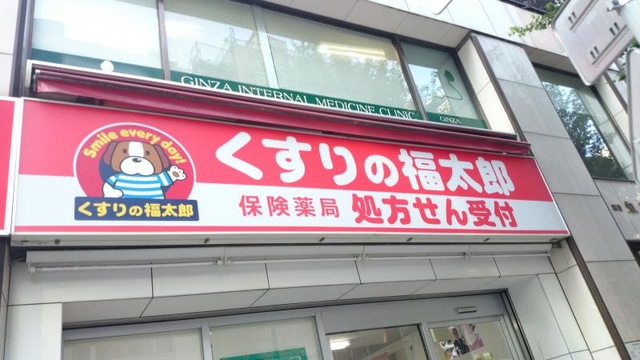 GINZA INTERNAL MEDICINE CLINIC
GINZA
Smile every day!
くすりの福太郎
くすりの福太郎
保険薬局 処方せん受付